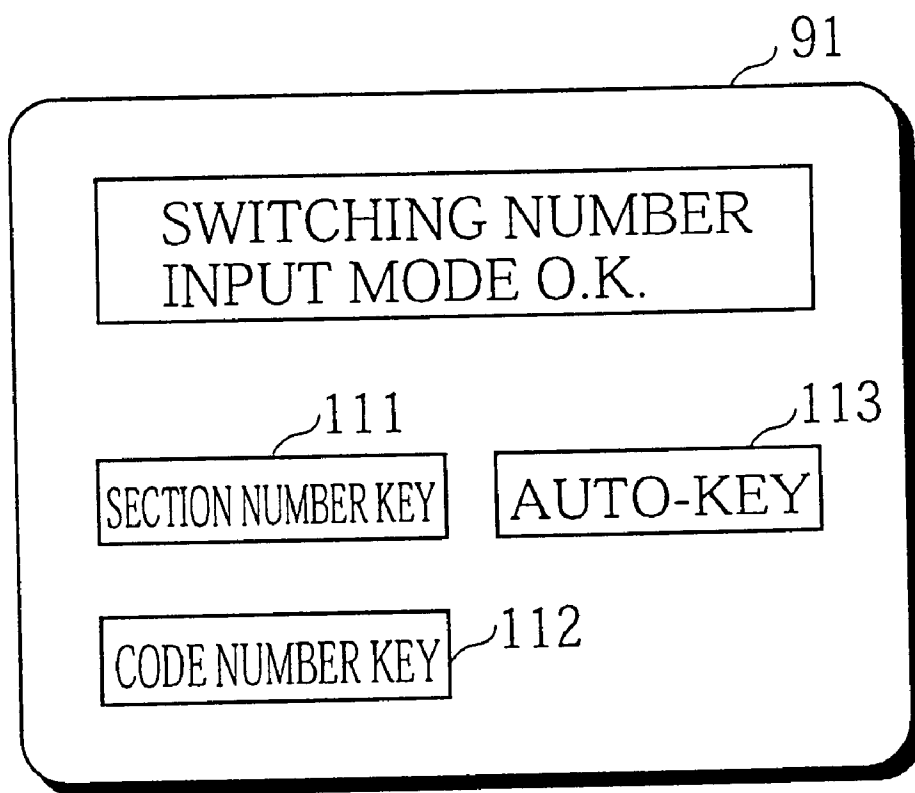 91
SWITCHING NUMBER
INPUT MODE O.K.
111
113
SECTION NUMBER KEY
AUTO-KEY
112
CODE NUMBER KEY